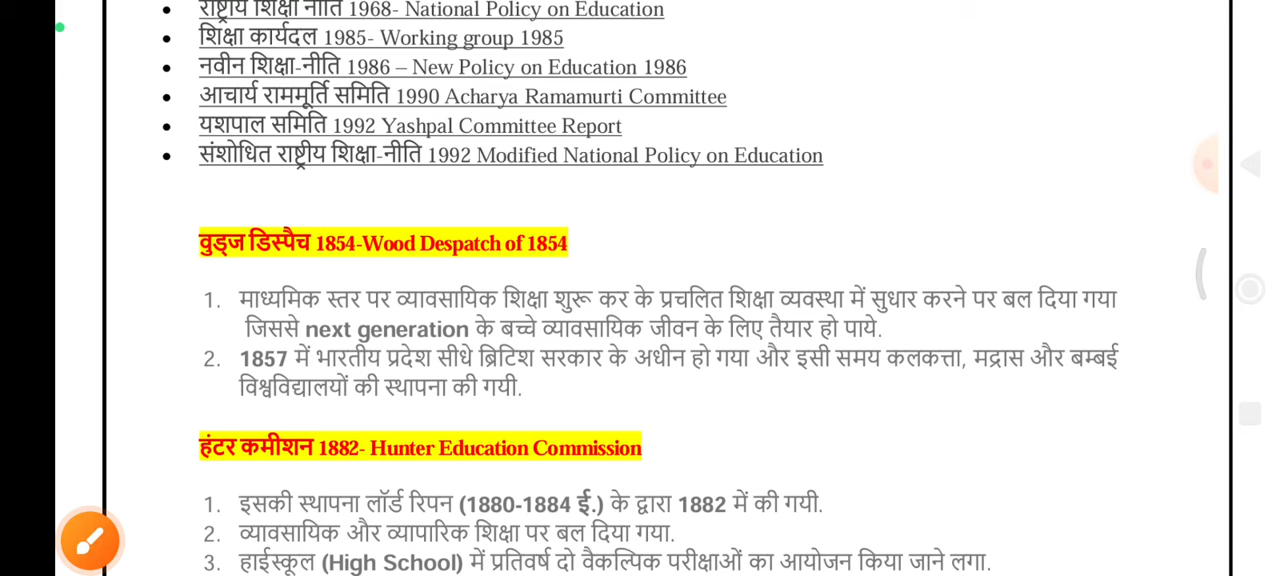 राष्ट्रीय शिक्षा नीति 1968- National Policy on Education
शिक्षा कार्यदल 1985- Working group 1985
नवीन शिक्षा-नीति 1986 – New Policy on Education 1986
आचार्य राममूर्ति समिति 1990 Acharya Ramamurti Committee
यशपाल समिति 1992 Yashpal Committee Report
संशोधित राष्ट्रीय शिक्षा-नीति 1992 Modified National Policy on Education
वुड्ज डिस्पैच 1854-Wood Despatch of 1854
1. माध्यमिक स्तर पर व्यावसायिक शिक्षा शुरू कर के प्रचलित शिक्षा व्यवस्था में सुधार करने पर बल दिया गया
जिससे next generation के बच्चे व्यावसायिक जीवन के लिए तैयार हो पाये.
2. 1857 में भारतीय प्रदेश सीधे ब्रिटिश सरकार के अधीन हो गया और इसी समय कलकत्ता, मद्रास और बम्बई
विश्वविद्यालयों की स्थापना की गयी.
हंटर कमीशन 1882- Hunter Education Commission
1. इसकी स्थापना लॉर्ड रिपन (1880-1884 ई.) के द्वारा 1882 में की गयी.
2. व्यावसायिक और व्यापारिक शिक्षा पर बल दिया गया.
3. हाईस्कूल (High School) में प्रतिवर्ष दो वैकल्पिक परीक्षाओं का आयोजन किया जाने लगा.